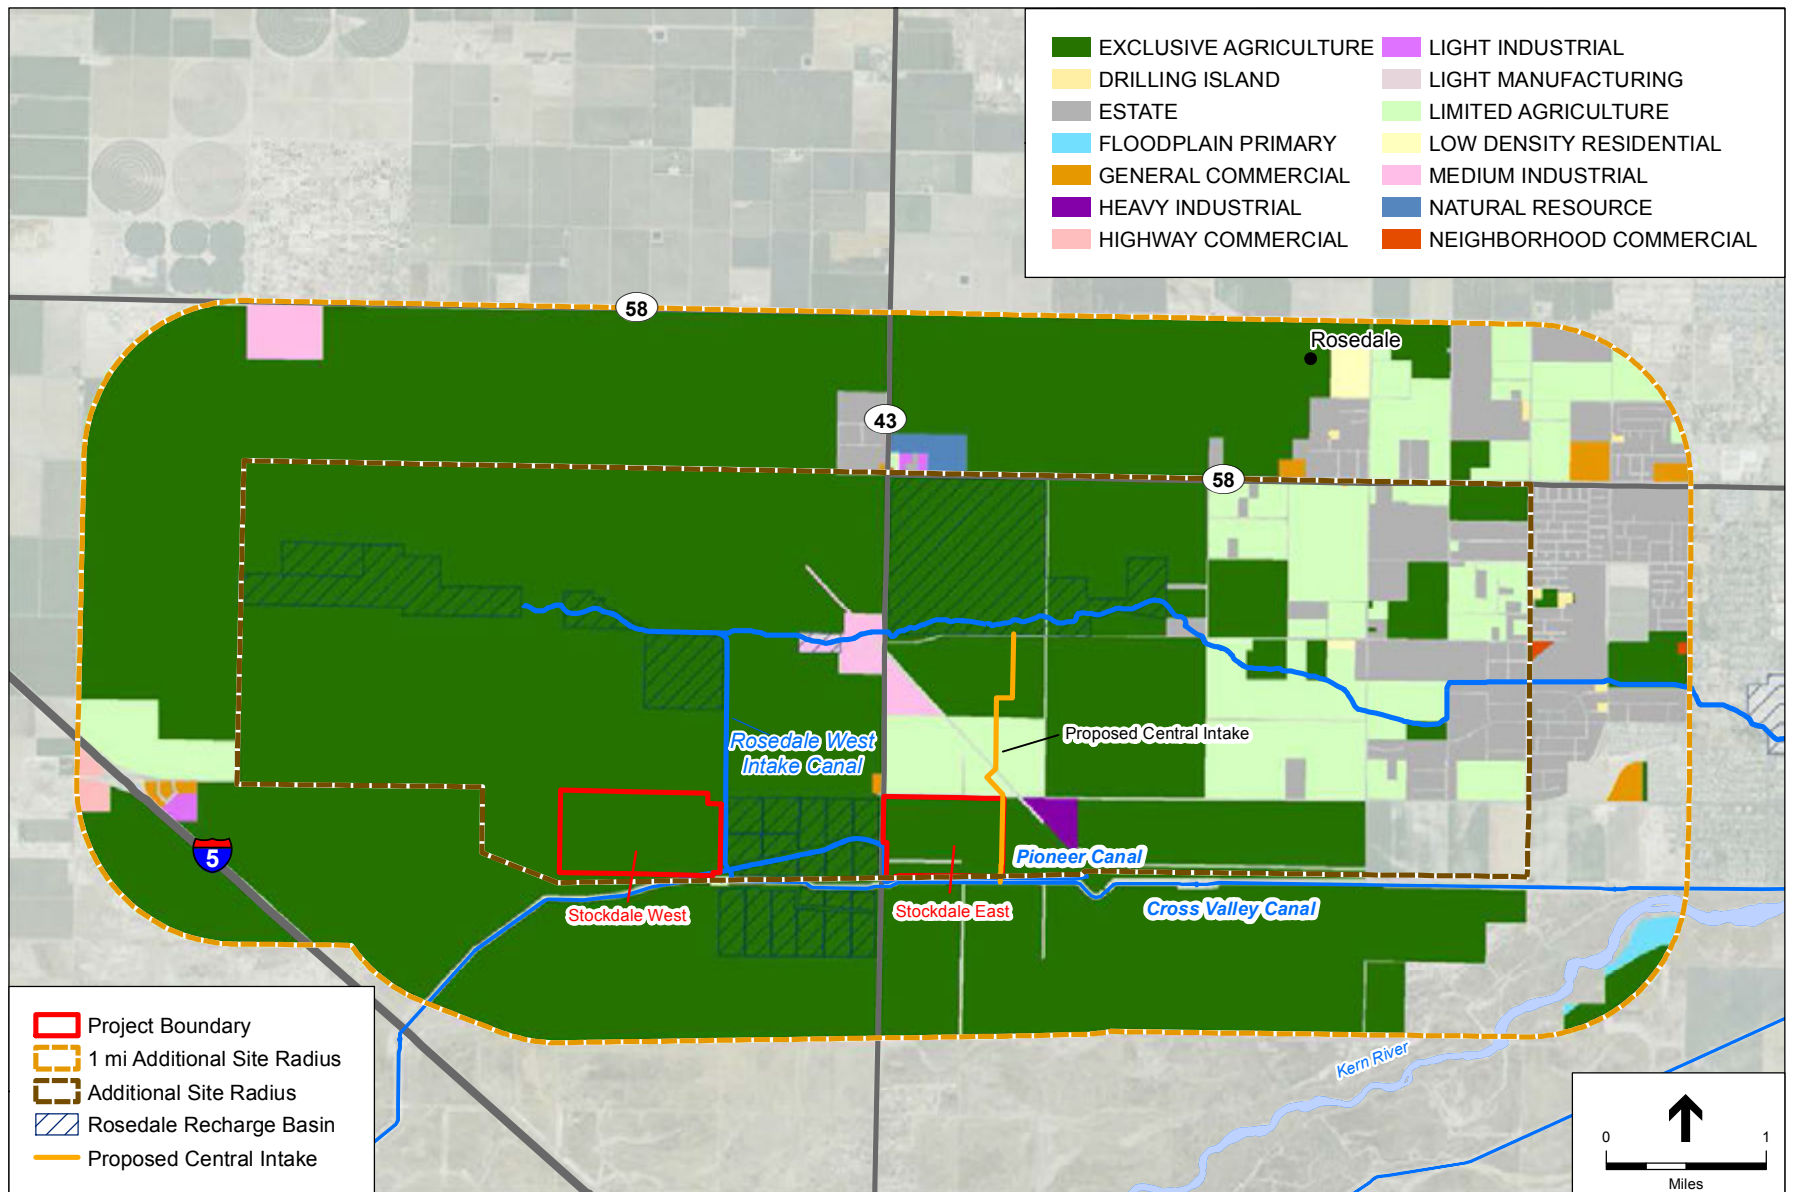 EXCLUSIVE AGRICULTURE
DRILLING ISLAND
ESTATE
FLOODPLAIN PRIMARY
GENERAL COMMERCIAL
HEAVY INDUSTRIAL
HIGHWAY COMMERCIAL
LIGHT INDUSTRIAL
LIGHT MANUFACTURING
LIMITED AGRICULTURE
LOW DENSITY RESIDENTIAL
MEDIUM INDUSTRIAL
NATURAL RESOURCE
NEIGHBORHOOD COMMERCIAL
58
Rosedale
43
58
Proposed Central Intake
Rosedale West
Intake Canal
5
Pioneer Canal
Stockdale West
Stockdale East
Cross Valley Canal
Kern River
Project Boundary
1 mi Additional Site Radius
Additional Site Radius
Rosedale Recharge Basin
Proposed Central Intake
0 1
Miles